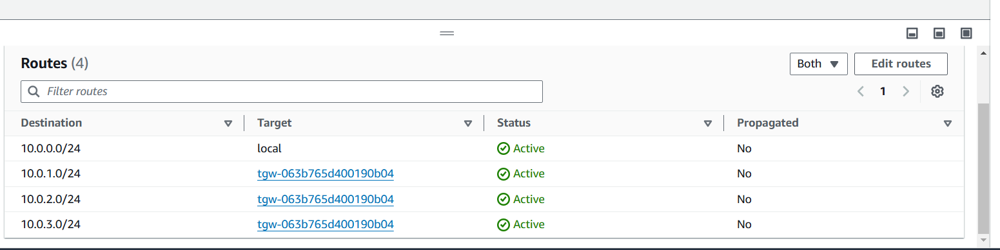 Routes (4)
Both
Edit routes
Filter routes
1
Destination Target Status Propagated
10.0.0.0/24 local Active No
10.0.1.0/24 tgw-063b765d400190b04 Active No
10.0.2.0/24 tgw-063b765d400190b04 Active No
10.0.3.0/24 tgw-063b765d400190b04 Active No